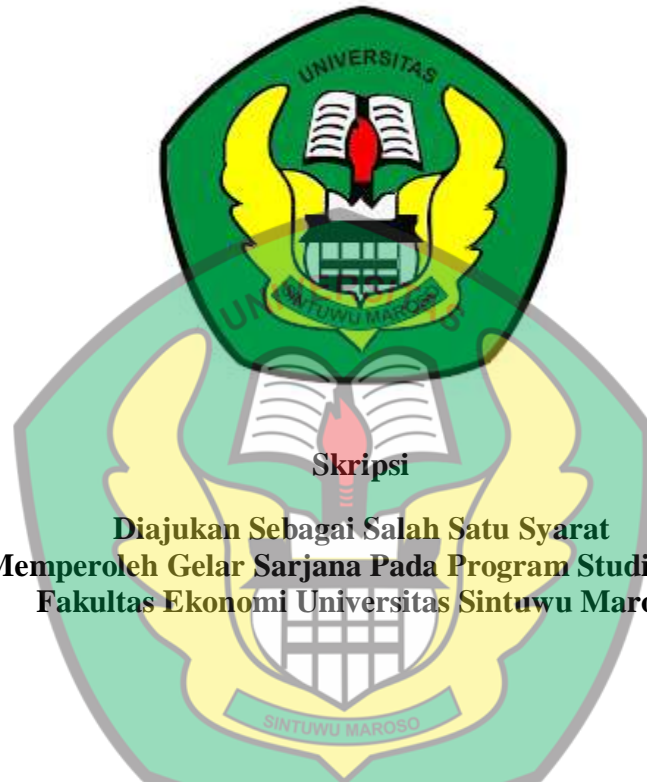 UNIVERSITAS
SINTUWU MAROSO
UNIVERSITAS
Skripsi
Diajukan Sebagai Salah Satu Syarat
Memperoleh Gelar Sarjana Pada Program Studi
Fakultas Ekonomi Universitas Sintuwu Maro
SINTUWU MAROSO